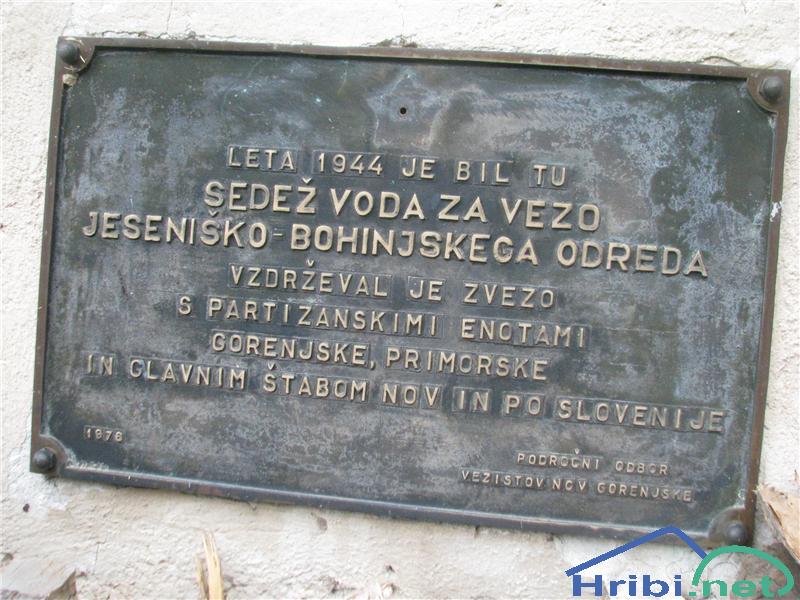 LETA 1944 JE BIL TU
SEDEŽ VODA ZA VEZO
JESENIŠKO-BOHINJSKEGA ODREDA
VZDRŽEVAL JE ZVEZO
S PARTIZANSKIMI ENOTAMI
GORENJSKE, PRIMORSKE
IN GLAVNIM ŠTABOM NOV IN PO SLOVENIJE
1976
PODROČNI ODBOR
VEZISTOV NOV GORENJSKE
Hribi.net